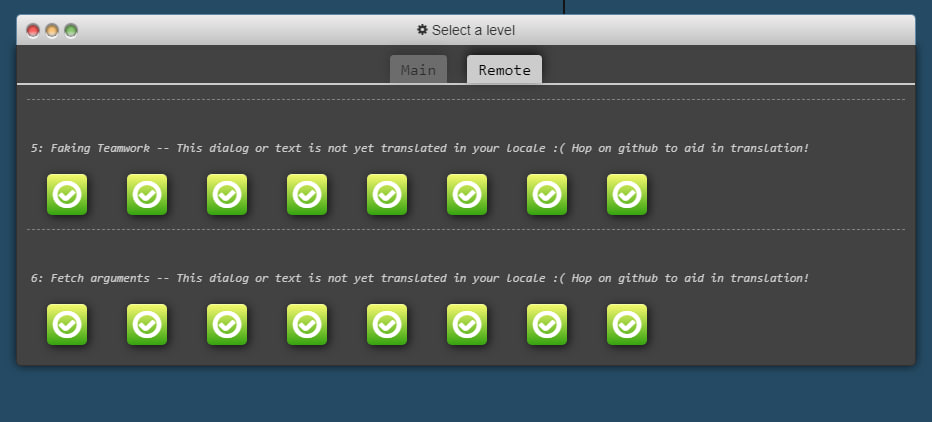 Select a level
Main Remote
5: Faking Teamwork -- This dialog or text is not yet translated in your locale :( Hop on github to aid in translation!
6: Fetch arguments -- This dialog or text is not yet translated in your locale :( Hop on github to aid in translation!